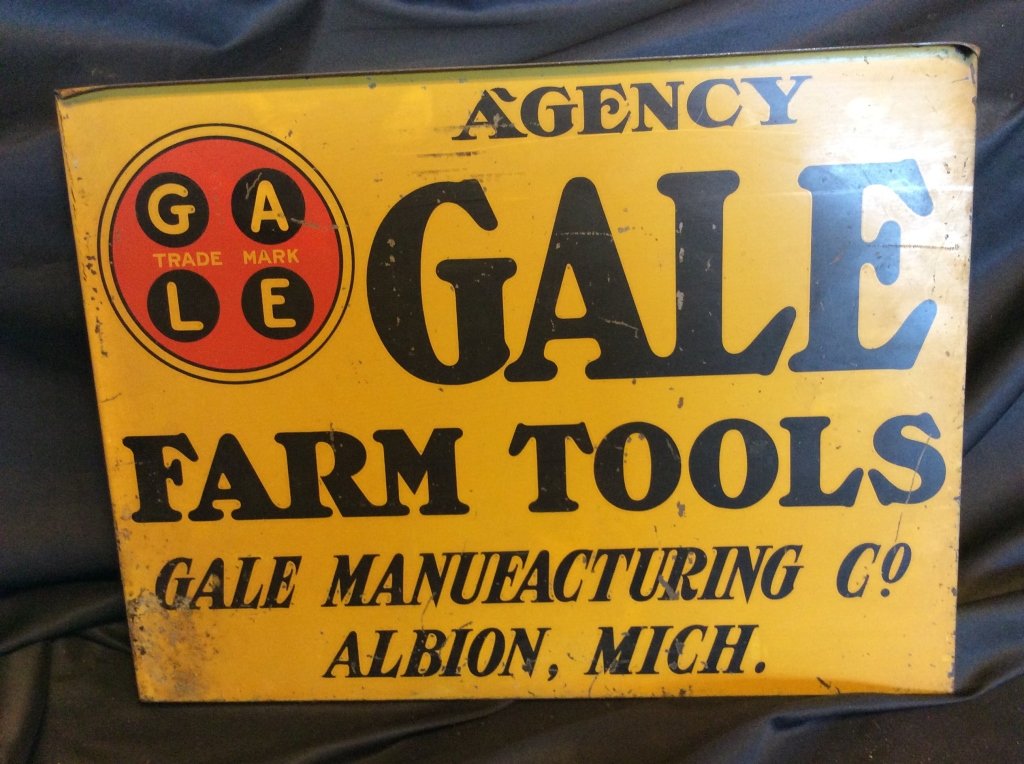 AGENCY
G A
TRADE MARK
L E
GALE
FARM TOOLS
GALE MANUFACTURING Cº.
ALBION, MICH.